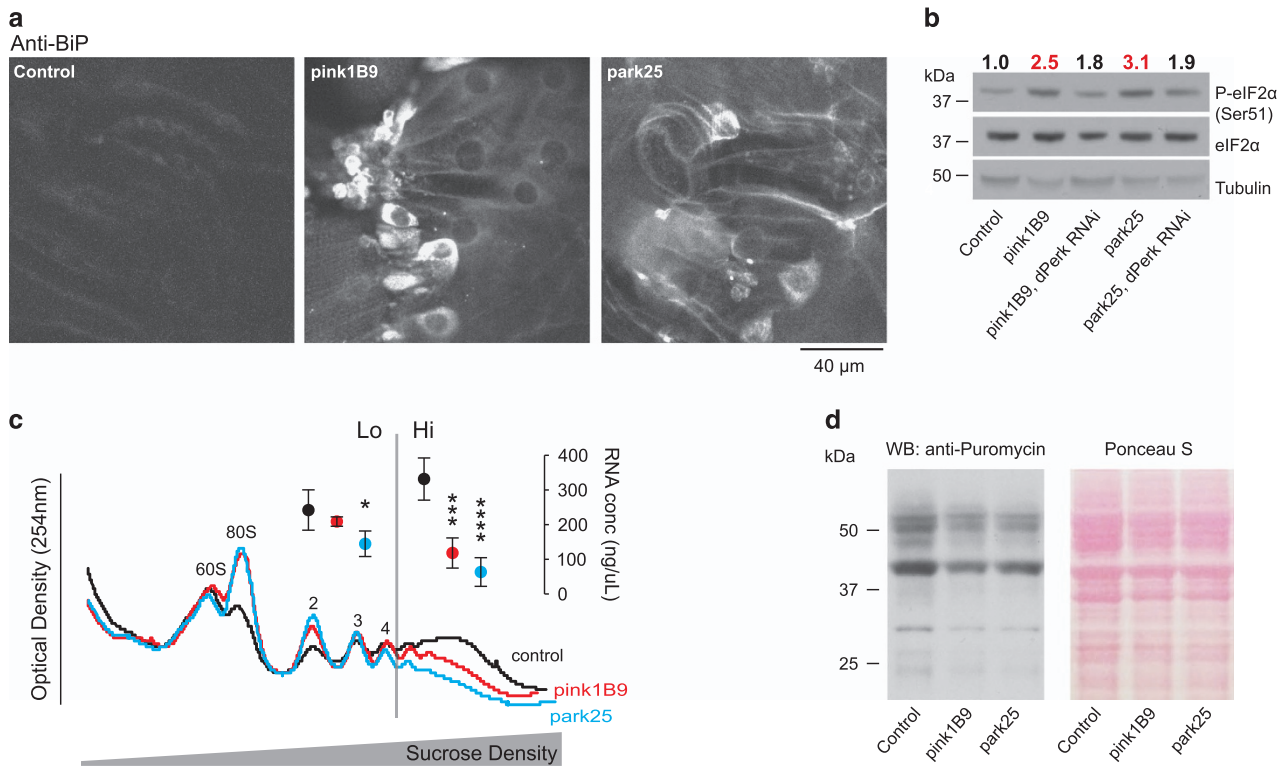 a
Anti-BiP
Control
pink1B9
park25
40 µm
b
kDa
1.0 2.5 1.8 3.1 1.9
37
37
50
P-eIF2α
(Ser51)
eIF2α
Tubulin
Control
pink1B9
pink1B9, dPerk RNAi
park25
park25, dPerk RNAi
c
Lo Hi
Optical Density (254nm)
60S
80S
2
3
4
*
***
****
400
300
200
100
0
RNA conc (ng/uL)
control
pink1B9
park25
Sucrose Density
d
kDa
WB: anti-Puromycin
Ponceau S
50
37
25
Control
pink1B9
park25
Control
pink1B9
park25